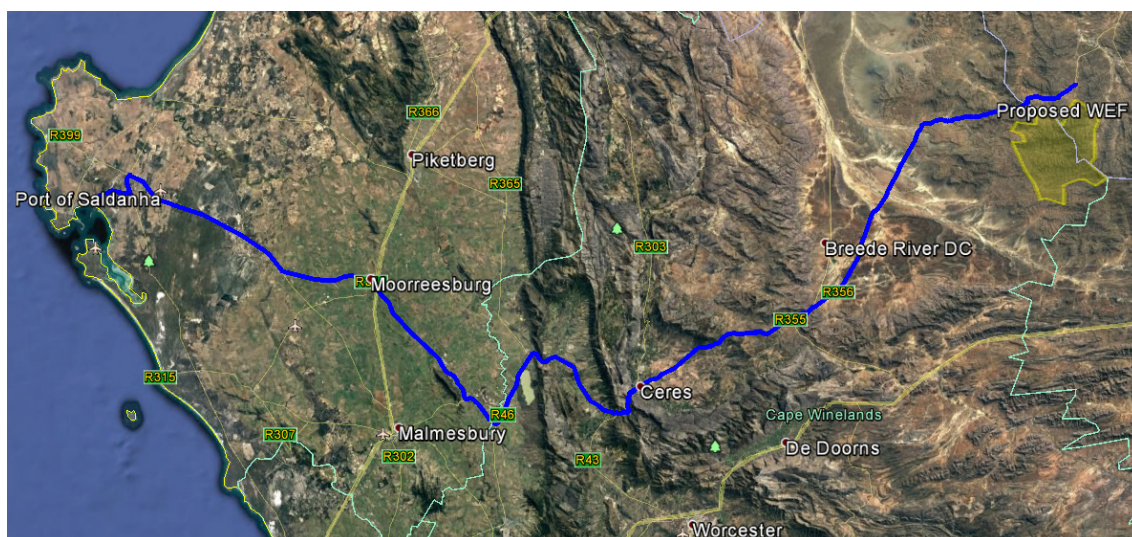 R399
R366
Piketberg
Proposed WEF
Port of Saldanha
R365
R303
Breede River DC
Moorreesburg
R356
R355
R315
Ceres
R46
Cape Winelands
R307
Malmesbury
De Doorns
R302
R43
Worcester